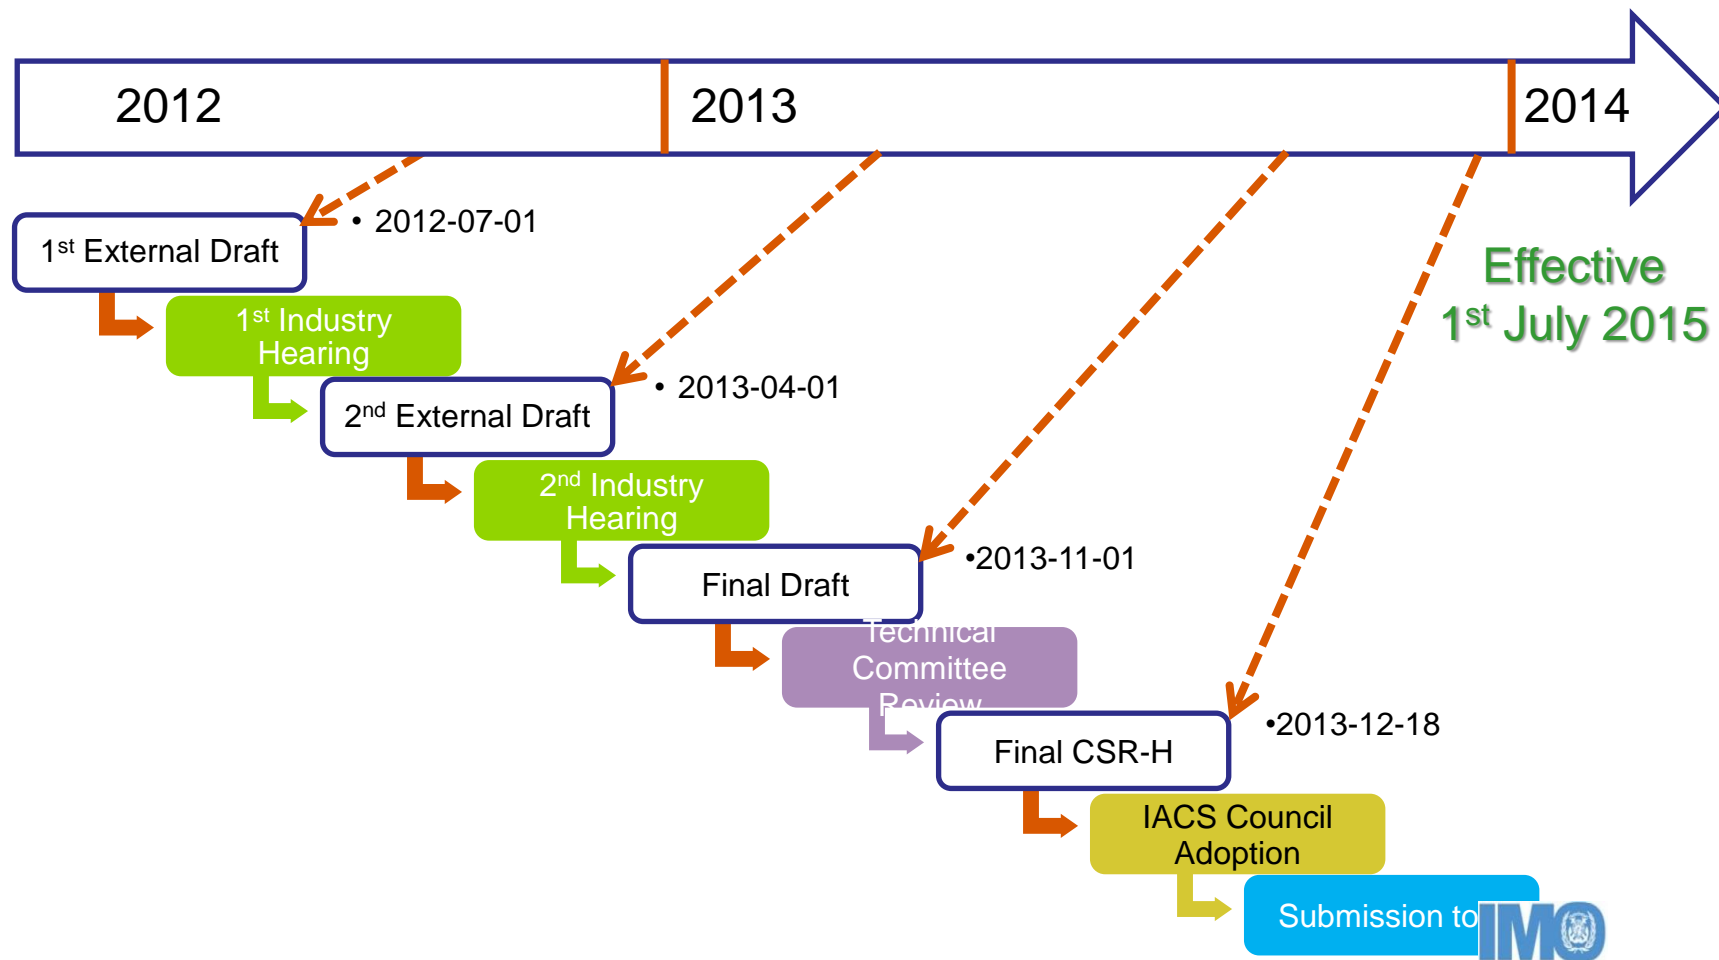 2012
2013
2014
• 2012-07-01
1st External Draft
Effective
1st July 2015
1st Industry
Hearing
• 2013-04-01
2nd External Draft
2nd Industry
Hearing
•2013-11-01
Final Draft
Technical
Committee
Review
•2013-12-18
Final CSR-H
IACS Council
Adoption
Submission to
IMO